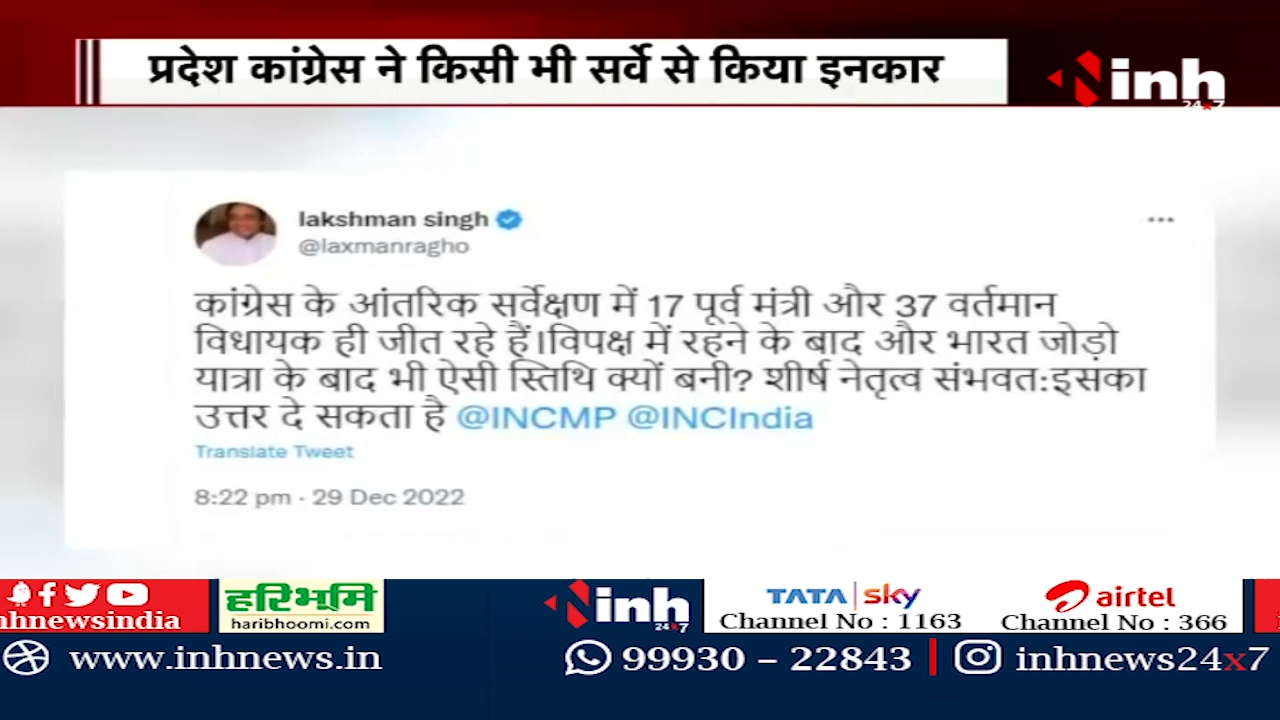 प्रदेश कांग्रेस ने किसी भी सर्वे से किया इनकार
inh
24x7
lakshman singh
@laxmanragho
कांग्रेस के आंतरिक सर्वेक्षण में 17 पूर्व मंत्री और 37 वर्तमान
विधायक ही जीत रहे हैं।विपक्ष में रहने के बाद और भारत जोड़ो
यात्रा के बाद भी ऐसी स्तिथि क्यों बनी? शीर्ष नेतृत्व संभवत:इसका
उत्तर दे सकता है @INCMP @INCIndia
Translate Tweet
8:22 pm · 29 Dec 2022
nhnewsindia
हरिभूमि
haribhoomi.com
inh
24x7
TATA sky
Channel No : 1163
airtel
Channel No : 366
www.inhnews.in
99930 – 22843
inhnews24x7